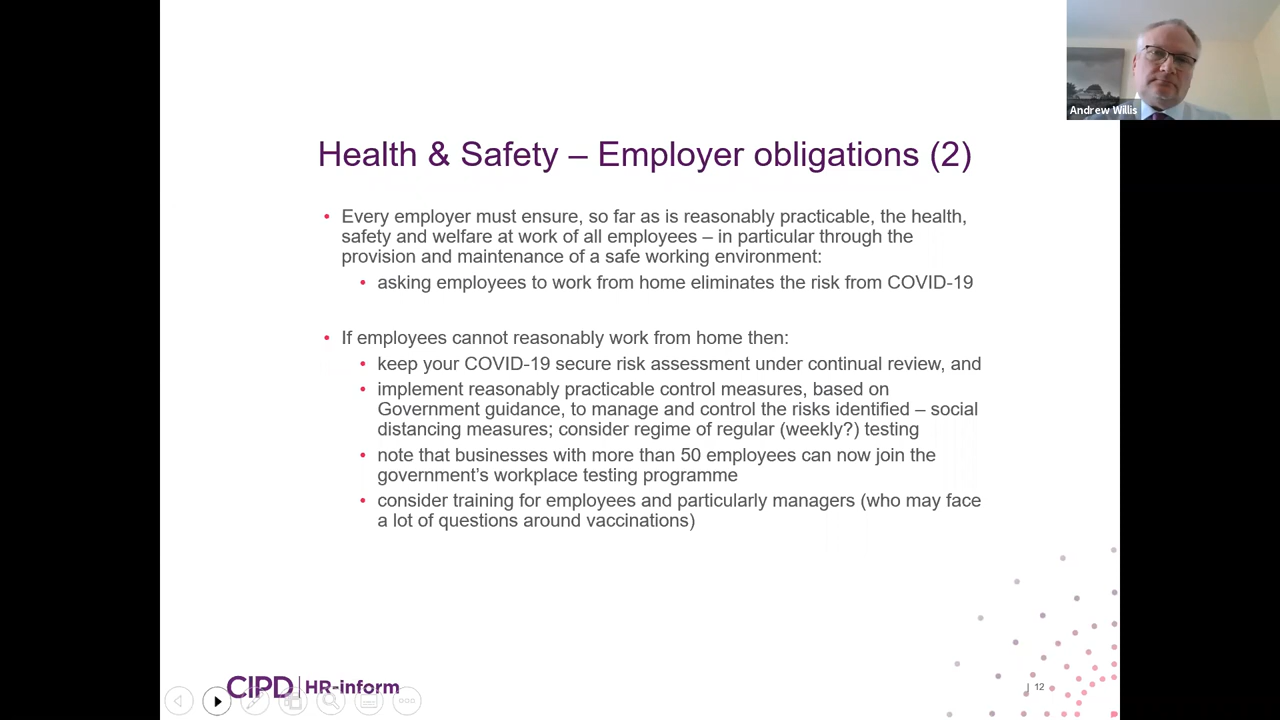 Andrew Willis
Health & Safety – Employer obligations (2)
• Every employer must ensure, so far as is reasonably practicable, the health,
safety and welfare at work of all employees – in particular through the
provision and maintenance of a safe working environment:
• asking employees to work from home eliminates the risk from COVID-19
• If employees cannot reasonably work from home then:
• keep your COVID-19 secure risk assessment under continual review, and
• implement reasonably practicable control measures, based on
Government guidance, to manage and control the risks identified – social
distancing measures; consider regime of regular (weekly?) testing
• note that businesses with more than 50 employees can now join the
government’s workplace testing programme
• consider training for employees and particularly managers (who may face
a lot of questions around vaccinations)
CIPD | HR-inform
| 12